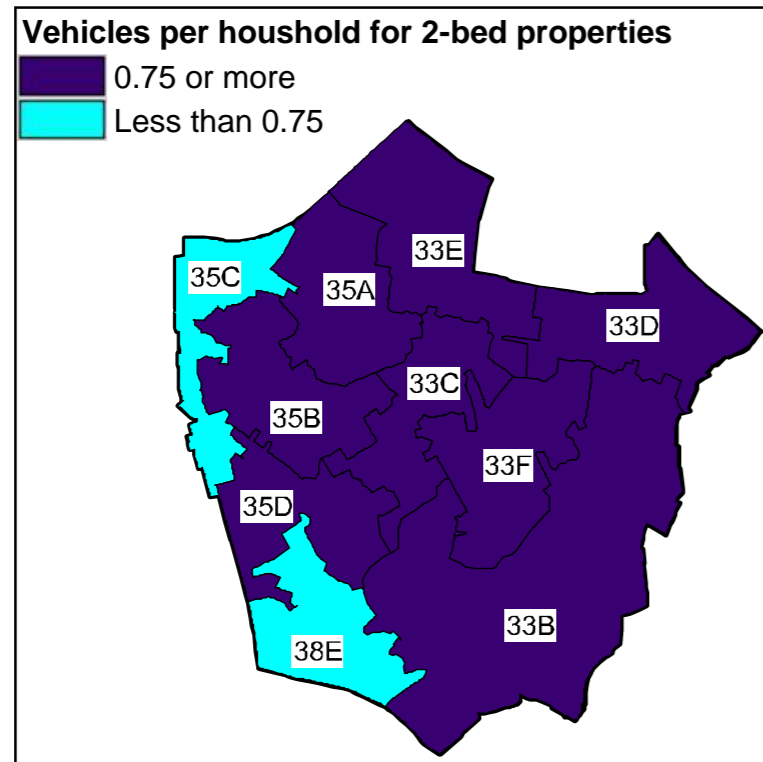 Vehicles per houshold for 2-bed properties
0.75 or more
Less than 0.75
33E
35C
35A
33D
33C
35B
33F
35D
33B
38E